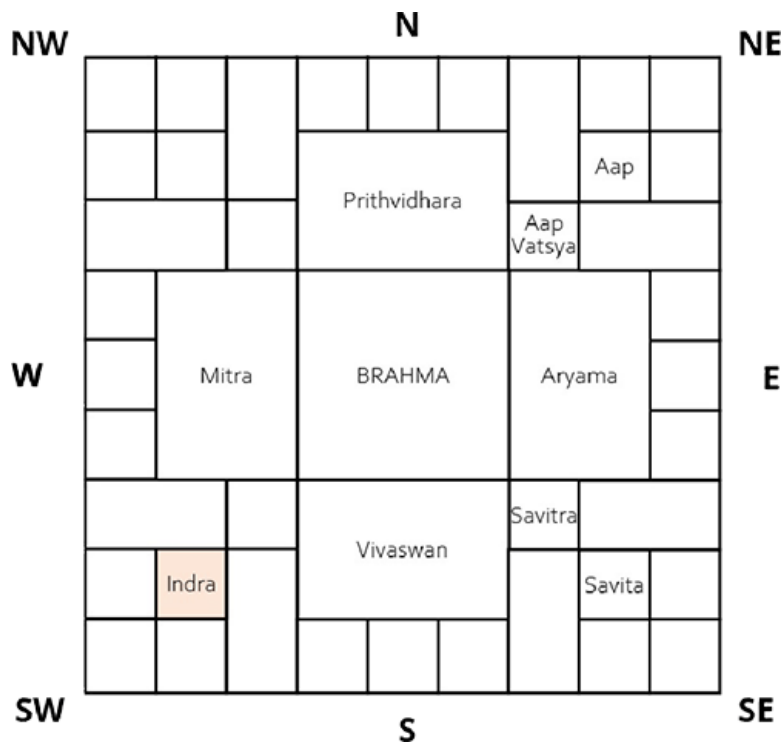 N
NW
NE
Aap
Prithvidhara
Aap
Vatsya
W
Mitra
BRAHMA
Aryama
E
Savitra
Vivaswan
Indra
Savita
SW
SE
S